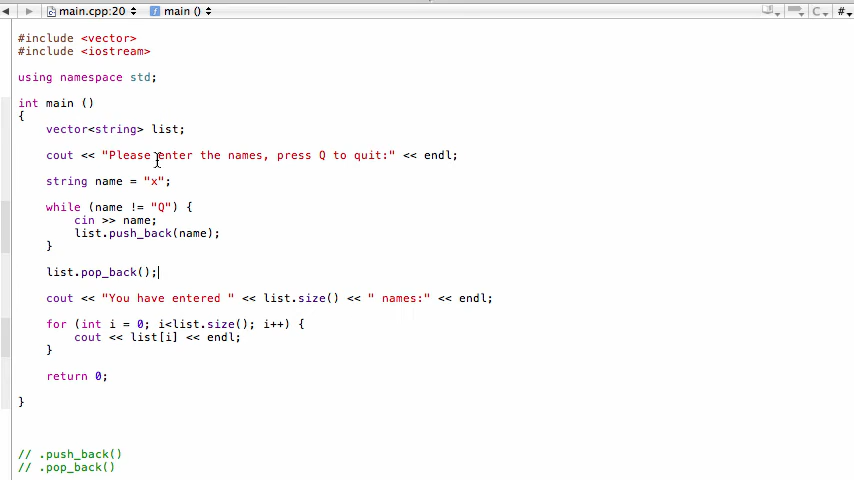 main.cpp:20 main () C #
#include <vector>
#include <iostream>
using namespace std;
int main ()
{
vector<string> list;
cout << "Please enter the names, press Q to quit:" << endl;
string name = "x";
while (name != "Q") {
cin >> name;
list.push_back(name);
}
list.pop_back();
cout << "You have entered " << list.size() << " names:" << endl;
for (int i = 0; i<list.size(); i++) {
cout << list[i] << endl;
}
return 0;
}
// .push_back()
// .pop_back()